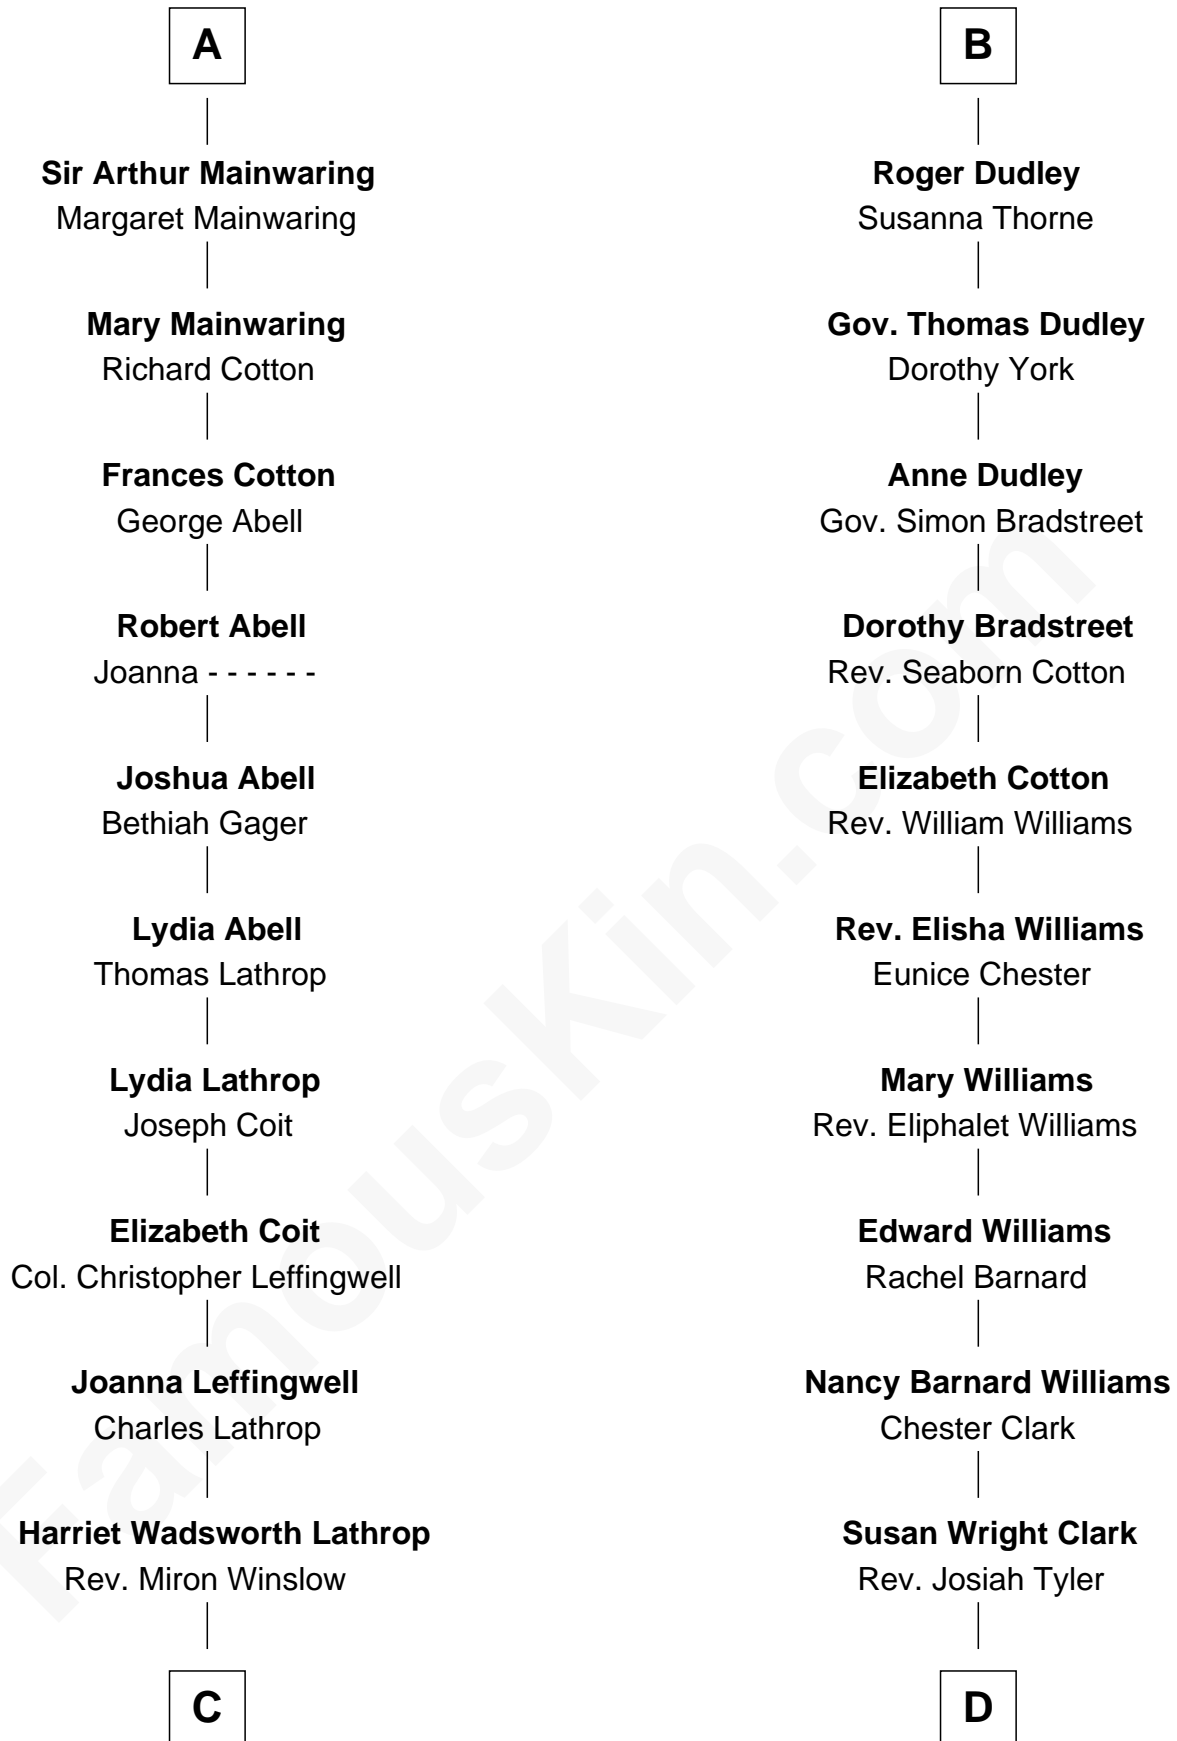 A
Sir Arthur Mainwaring
Margaret Mainwaring
Mary Mainwaring
Richard Cotton
Frances Cotton
George Abell
Robert Abell
Joanna - - - - - -
Joshua Abell
Bethiah Gager
Lydia Abell
Thomas Lathrop
Lydia Lathrop
Joseph Coit
Elizabeth Coit
Col. Christopher Leffingwell
Joanna Leffingwell
Charles Lathrop
Harriet Wadsworth Lathrop
Rev. Miron Winslow
C
B
Roger Dudley
Susanna Thorne
Gov. Thomas Dudley
Dorothy York
Anne Dudley
Gov. Simon Bradstreet
Dorothy Bradstreet
Rev. Seaborn Cotton
Elizabeth Cotton
Rev. William Williams
Rev. Elisha Williams
Eunice Chester
Mary Williams
Rev. Eliphalet Williams
Edward Williams
Rachel Barnard
Nancy Barnard Williams
Chester Clark
Susan Wright Clark
Rev. Josiah Tyler
D
FamousKin.com